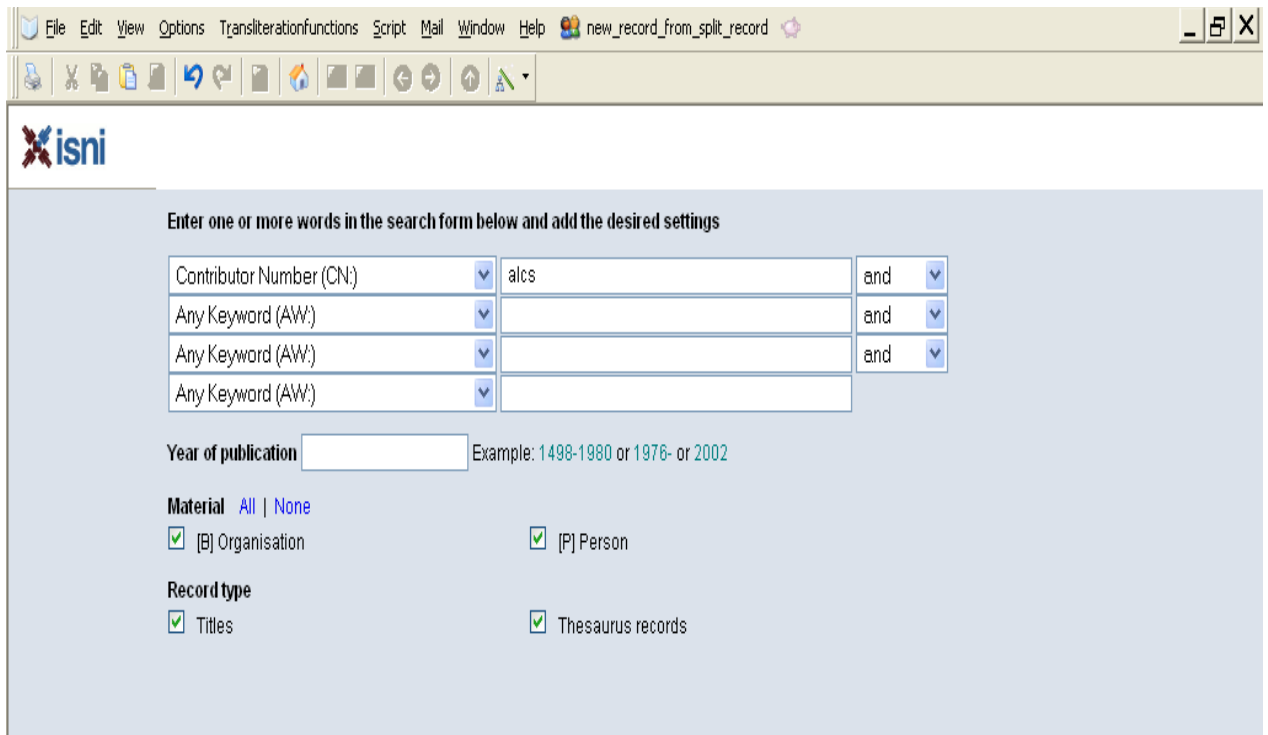 File Edit View Options Transliterationfunctions Script Mail Window Help new_record_from_split_record
isni
Enter one or more words in the search form below and add the desired settings
Contributor Number (CN:) alcs and
Any Keyword (AW:) and
Any Keyword (AW:) and
Any Keyword (AW:)
Year of publication Example: 1498-1980 or 1976- or 2002
Material All | None
[B] Organisation [P] Person
Record type
Titles Thesaurus records